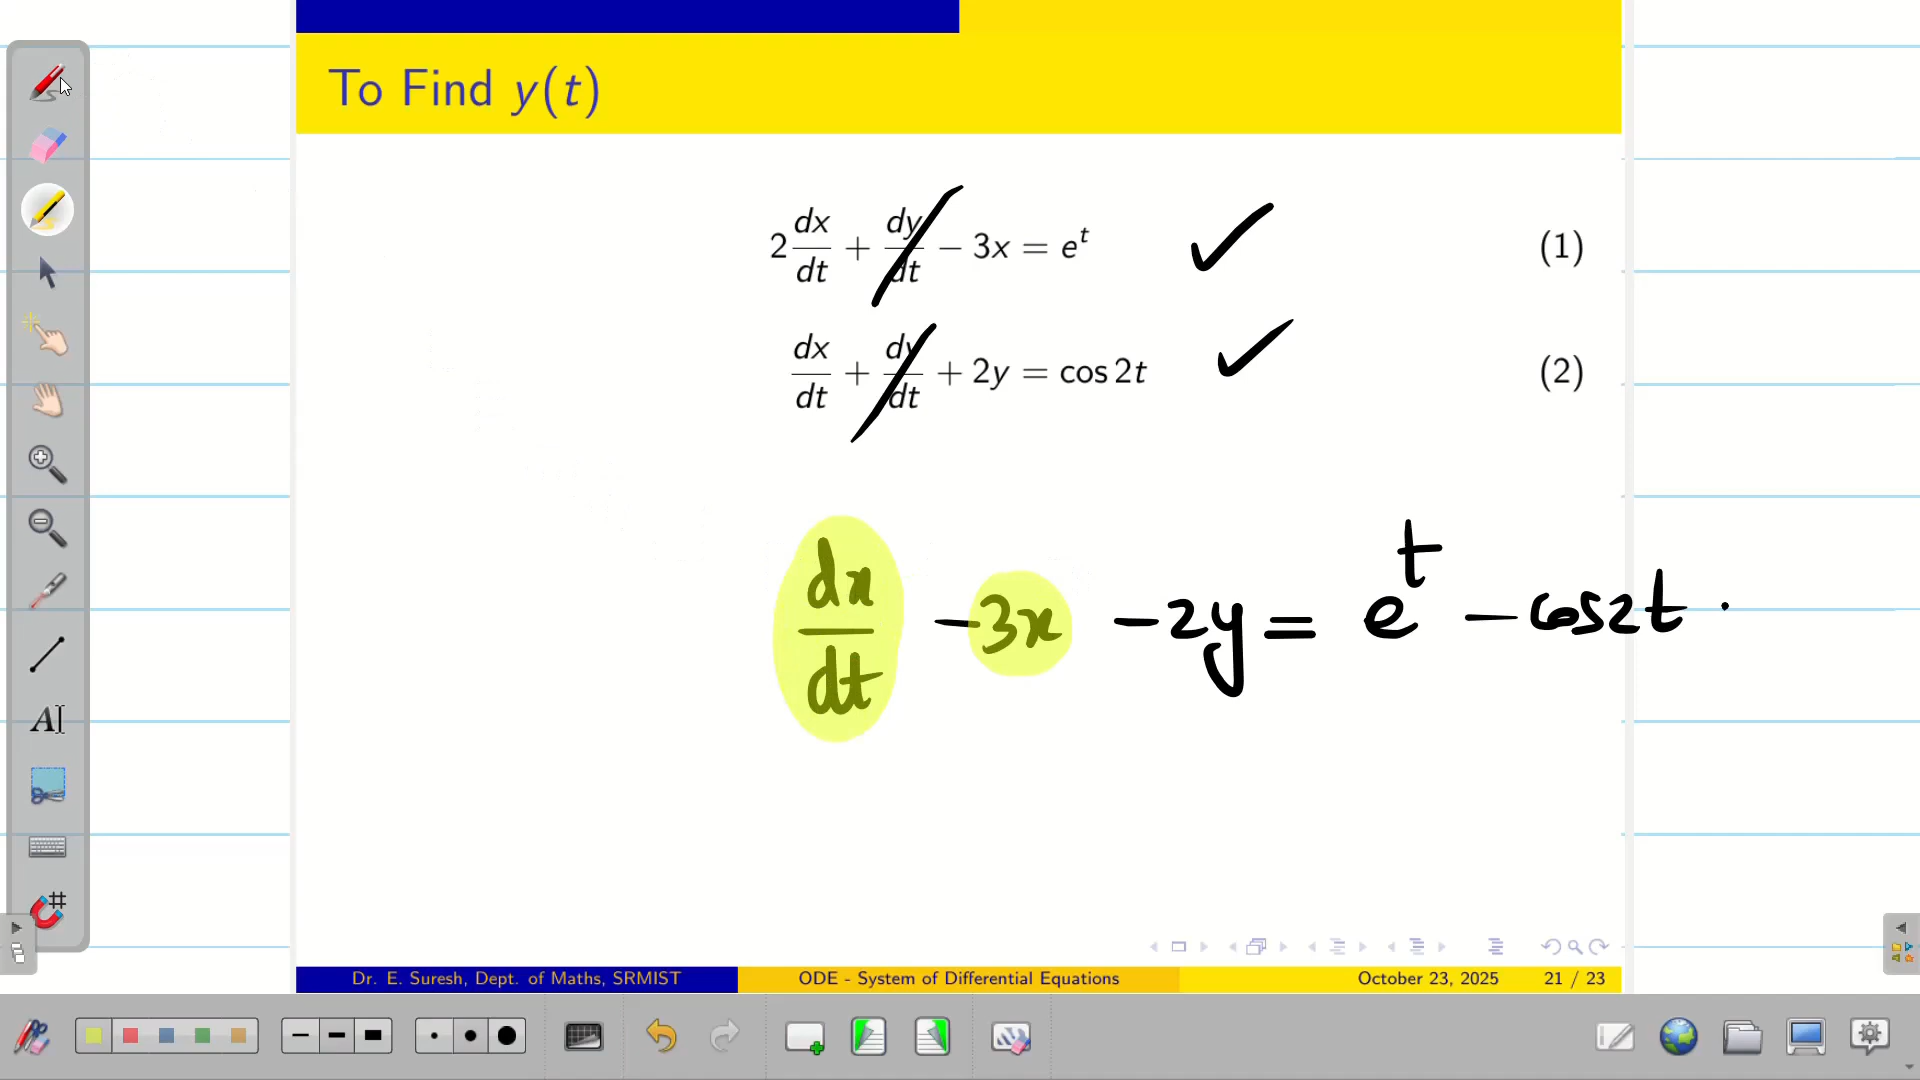 To Find y(t)
2 dx/dt + dy/dt − 3x = e^t (1)
dx/dt + dy/dt + 2y = cos 2t (2)
dx/dt − 3x − 2y = e^t − cos2t .
Dr. E. Suresh, Dept. of Maths, SRMIST ODE - System of Differential Equations October 23, 2025 21 / 23